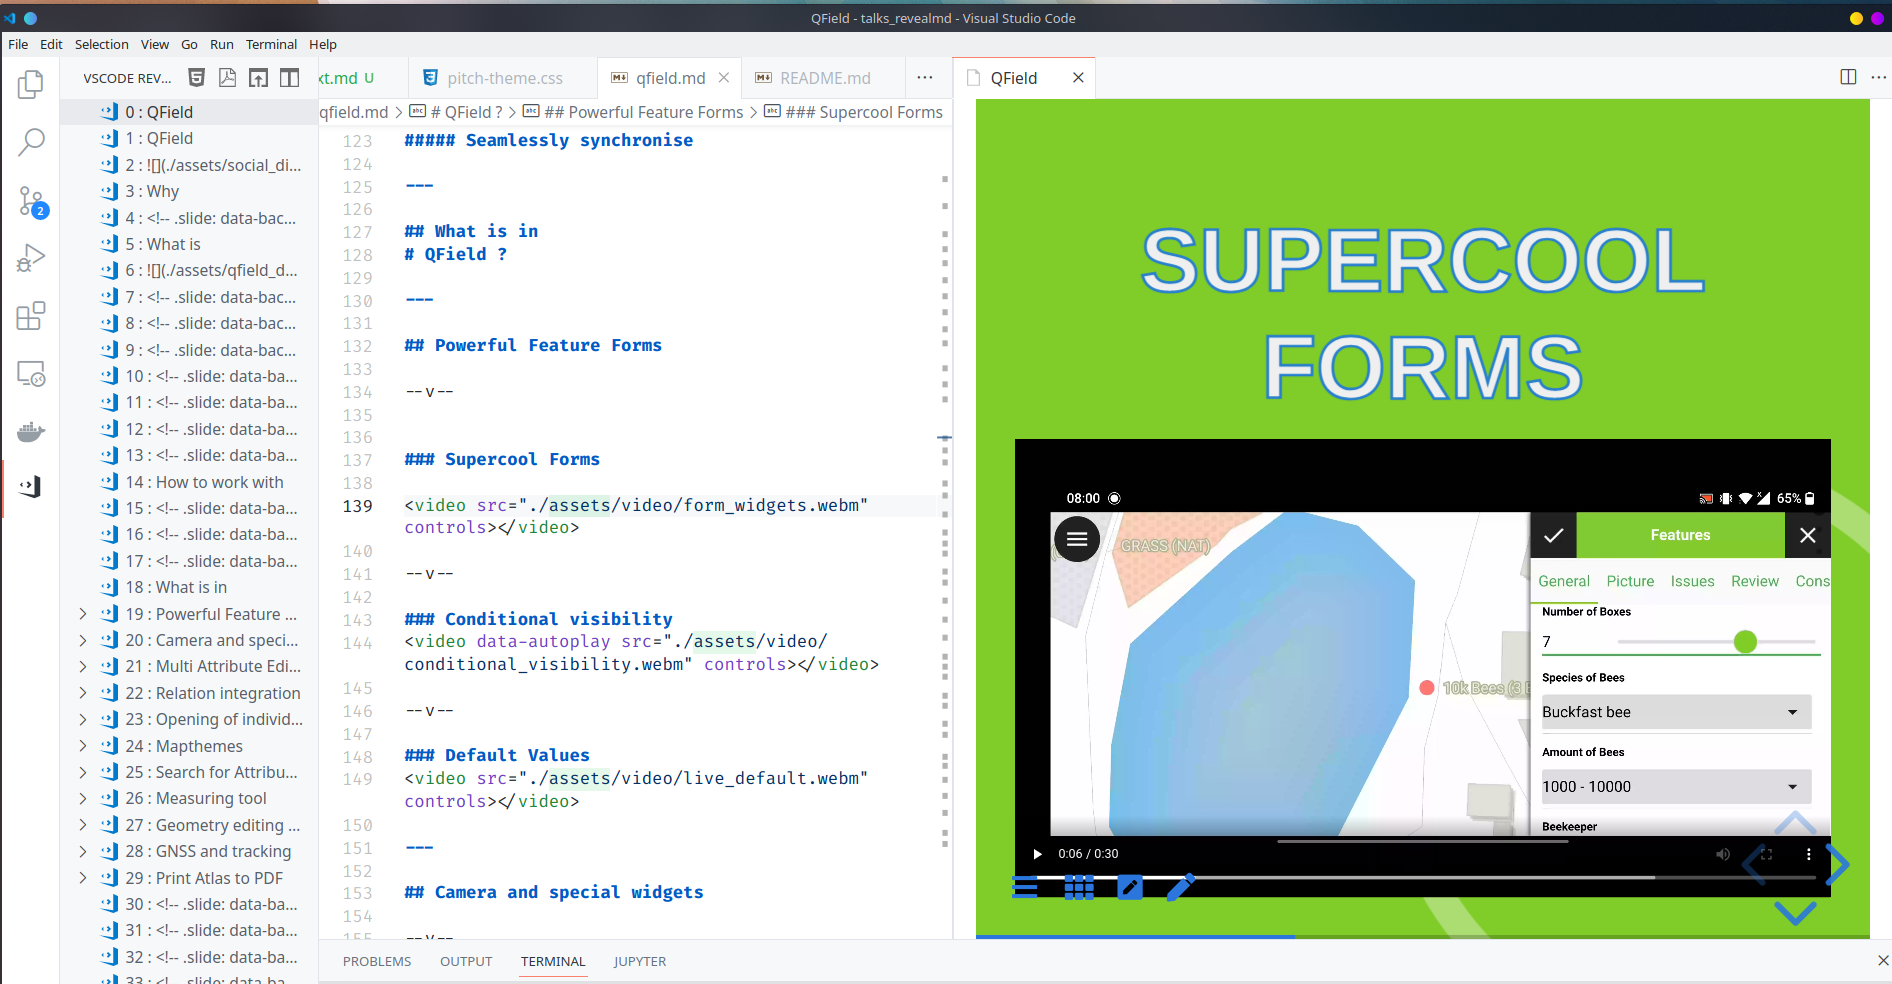 QField - talks_revealmd - Visual Studio Code
File Edit Selection View Go Run Terminal Help
VSCODE REV...
0 : QField
1 : QField
2 : ![](./assets/social_di...
3 : Why
4 : <!-- .slide: data-bac...
5 : What is
6 : ![](./assets/qfield_d...
7 : <!-- .slide: data-bac...
8 : <!-- .slide: data-bac...
9 : <!-- .slide: data-bac...
10 : <!-- .slide: data-ba...
11 : <!-- .slide: data-ba...
12 : <!-- .slide: data-ba...
13 : <!-- .slide: data-ba...
14 : How to work with
15 : <!-- .slide: data-ba...
16 : <!-- .slide: data-ba...
17 : <!-- .slide: data-ba...
18 : What is in
19 : Powerful Feature ...
20 : Camera and speci...
21 : Multi Attribute Edi...
22 : Relation integration
23 : Opening of individ...
24 : Mapthemes
25 : Search for Attribu...
26 : Measuring tool
27 : Geometry editing ...
28 : GNSS and tracking
29 : Print Atlas to PDF
30 : <!-- .slide: data-ba...
31 : <!-- .slide: data-ba...
32 : <!-- .slide: data-ba...
33 : <!-- .slide: data-ba...
2
xt.md U pitch-theme.css qfield.md README.md ...
qfield.md > # QField ? > ## Powerful Feature Forms > ### Supercool Forms
123 ##### Seamlessly synchronise
124
125 ---
126
127 ## What is in
128 # QField ?
129
130 ---
131
132 ## Powerful Feature Forms
133
134 --v--
135
136
137 ### Supercool Forms
138
139 <video src="./assets/video/form_widgets.webm"
controls></video>
140
141 --v--
142
143 ### Conditional visibility
144 <video data-autoplay src="./assets/video/
conditional_visibility.webm" controls></video>
145
146 --v--
147
148 ### Default Values
149 <video src="./assets/video/live_default.webm"
controls></video>
150
151 ---
152
153 ## Camera and special widgets
154
155 --v--
QField
SUPERCOOL
FORMS
08:00 65%
GRASS (NAT)
10k Bees (3 B
Features
General Picture Issues Review Cons
Number of Boxes
7
Species of Bees
Buckfast bee
Amount of Bees
1000 - 10000
Beekeeper
0:06 / 0:30
PROBLEMS OUTPUT TERMINAL JUPYTER